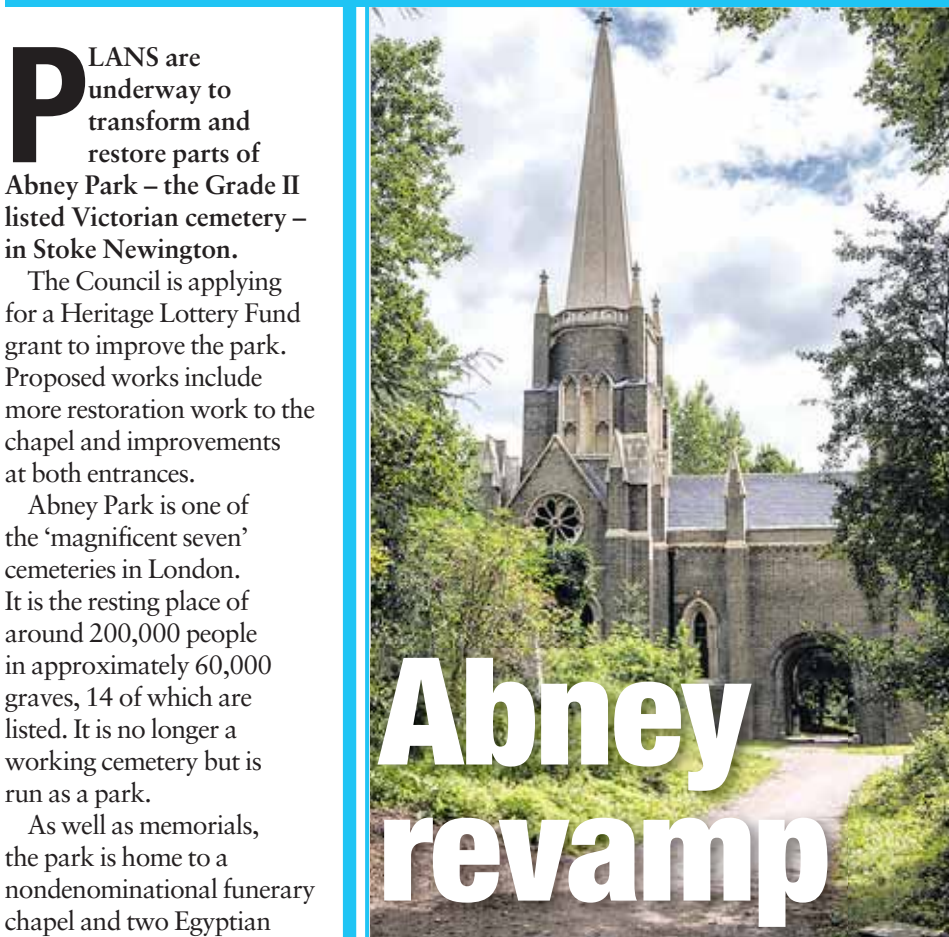 PLANS are
underway to
transform and
restore parts of
Abney Park – the Grade II
listed Victorian cemetery –
in Stoke Newington.
The Council is applying
for a Heritage Lottery Fund
grant to improve the park.
Proposed works include
more restoration work to the
chapel and improvements
at both entrances.
Abney Park is one of
the ‘magnificent seven’
cemeteries in London.
It is the resting place of
around 200,000 people
in approximately 60,000
graves, 14 of which are
listed. It is no longer a
working cemetery but is
run as a park.
As well as memorials,
the park is home to a
nondenominational funerary
chapel and two Egyptian
Abney
revamp